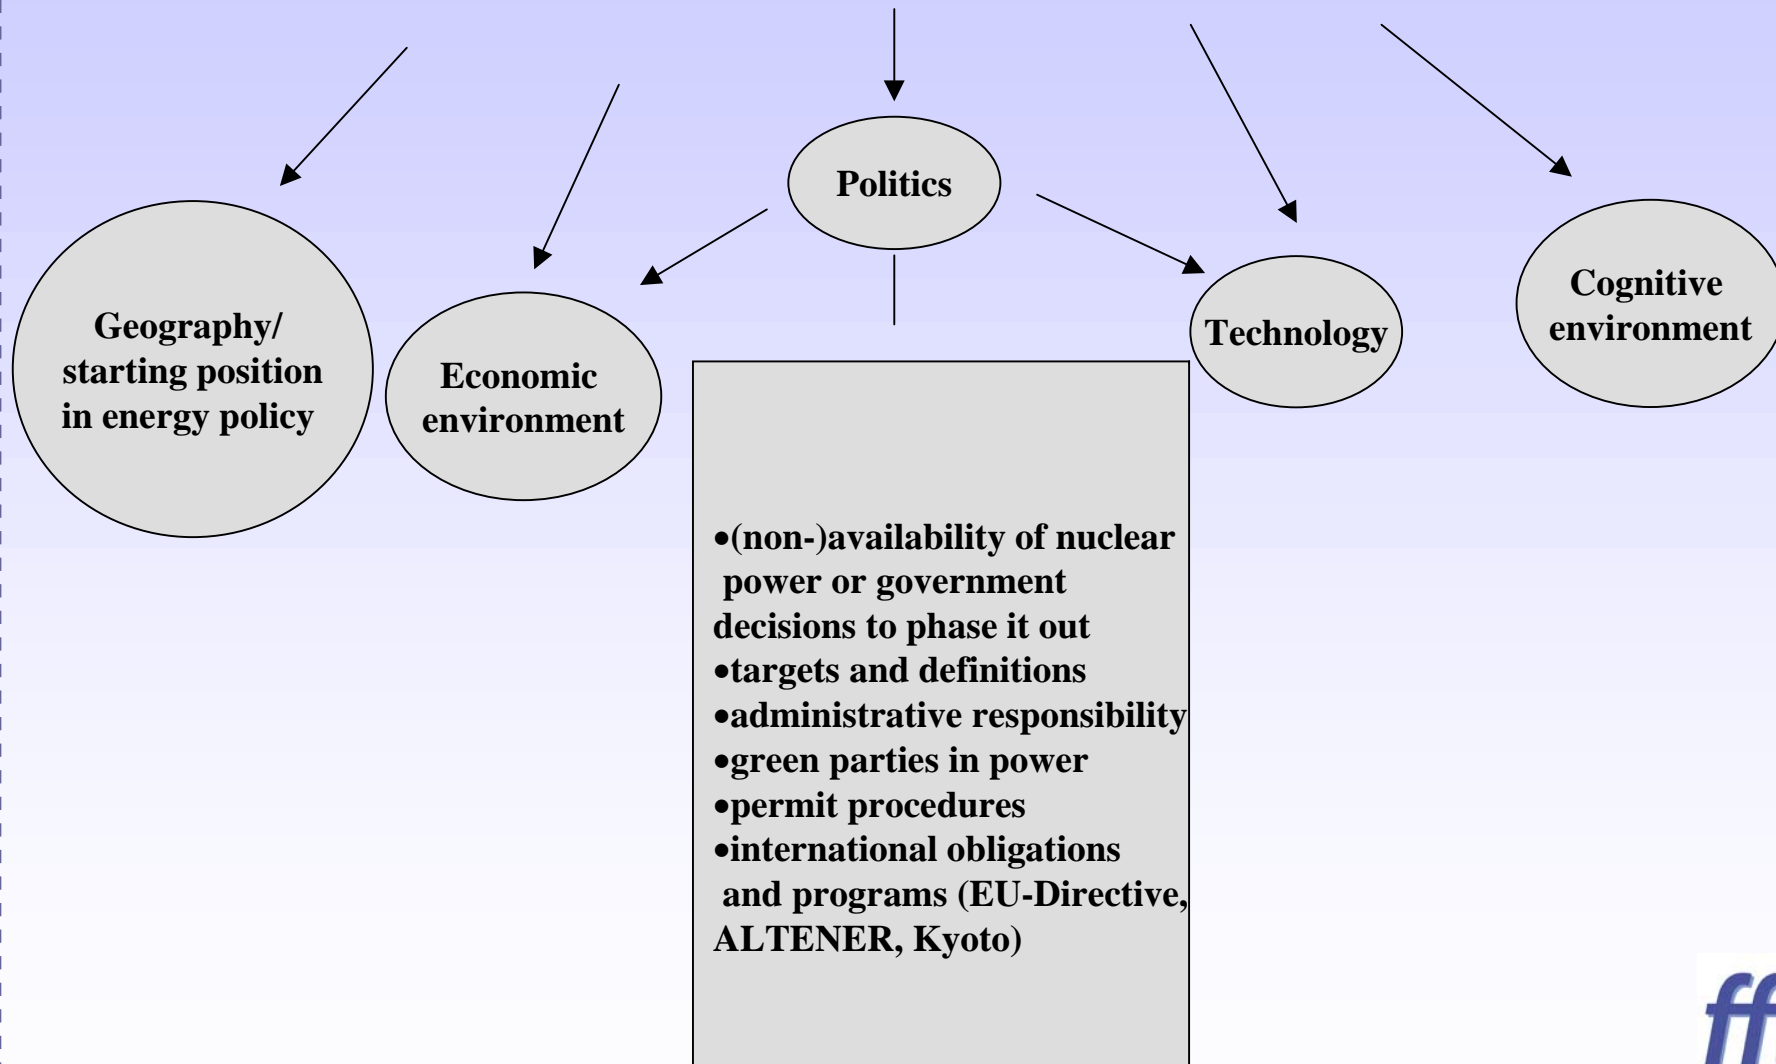 Politics
Geography/
starting position
in energy policy
Economic
environment
Technology
Cognitive
environment
•(non-)availability of nuclear
power or government
decisions to phase it out
•targets and definitions
•administrative responsibility
•green parties in power
•permit procedures
•international obligations
and programs (EU-Directive,
ALTENER, Kyoto)
ff